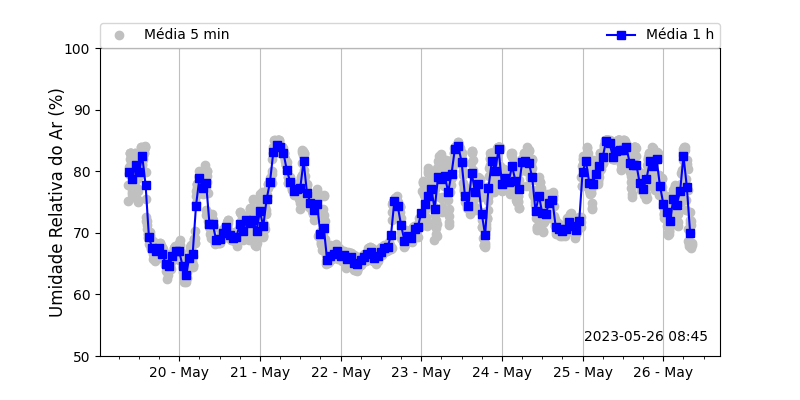 Média 5 min
Média 1 h
Umidade Relativa do Ar (%)
100
90
80
70
60
50
2023-05-26 08:45
20 - May
21 - May
22 - May
23 - May
24 - May
25 - May
26 - May